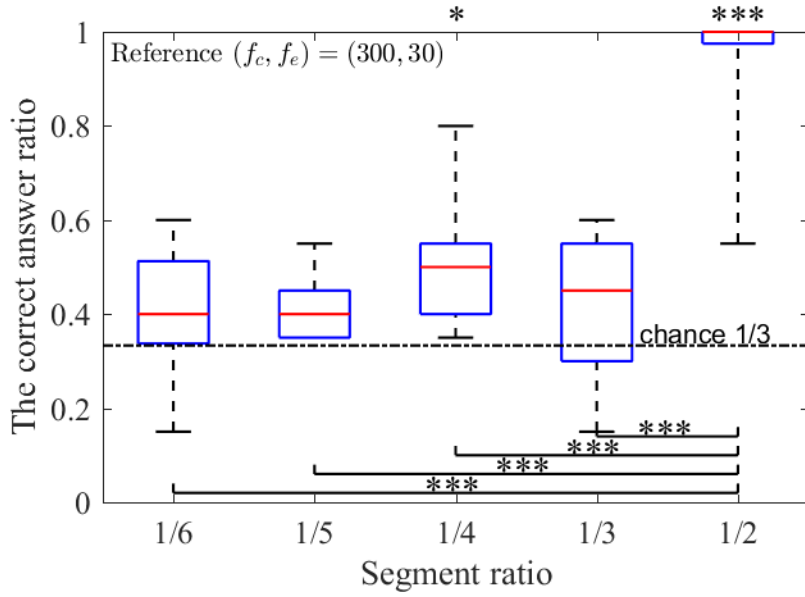 * ***
1
Reference (f_c, f_e) = (300, 30)
0.8
0.6
0.4
chance 1/3
0.2
***
***
***
***
0
1/6 1/5 1/4 1/3 1/2
Segment ratio
The correct answer ratio